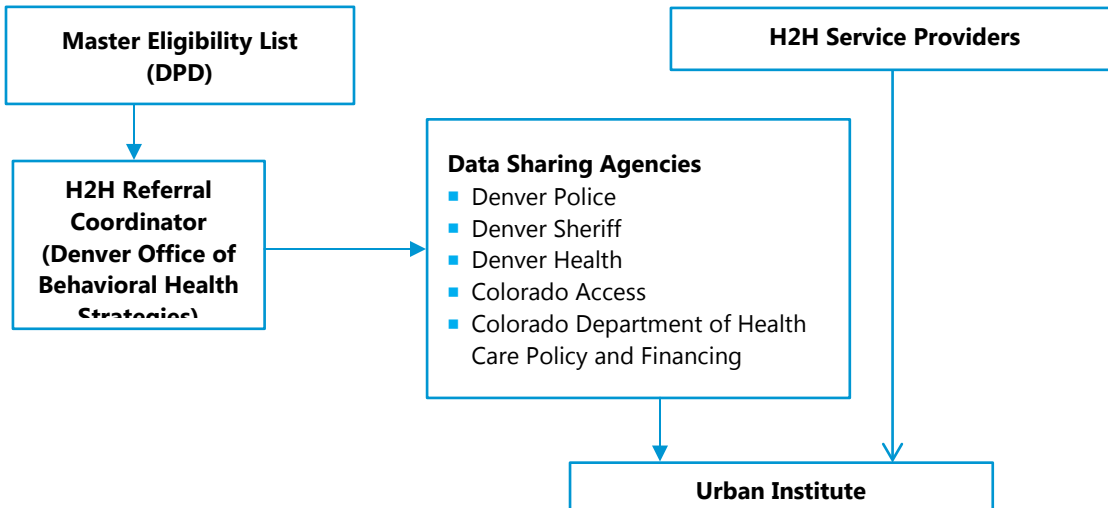 Master Eligibility List
(DPD)
H2H Service Providers
H2H Referral
Coordinator
(Denver Office of
Behavioral Health
Strategies)
Data Sharing Agencies
Denver Police
Denver Sheriff
Denver Health
Colorado Access
Colorado Department of Health
Care Policy and Financing
Urban Institute